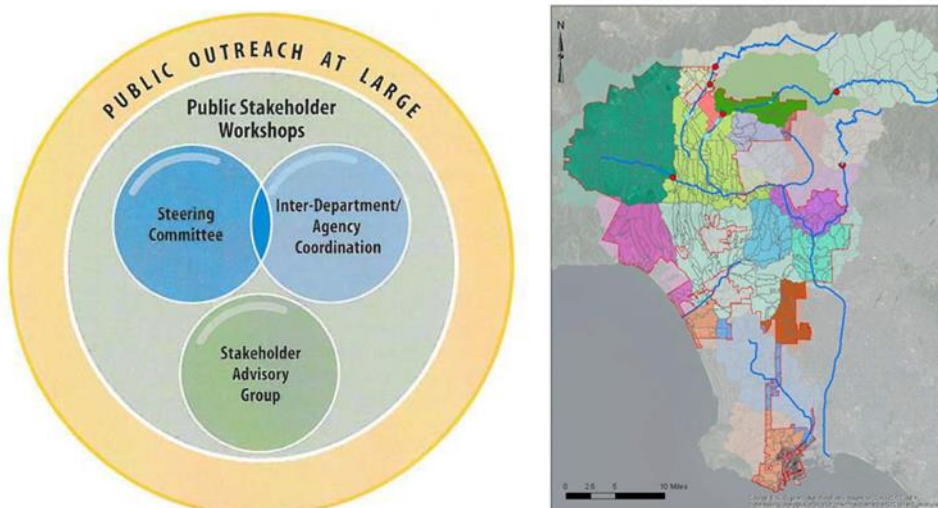 PUBLIC OUTREACH AT LARGE
Public Stakeholder
Workshops
Steering
Committee
Inter-Department/
Agency
Coordination
Stakeholder
Advisory
Group
N
0 2.5 5 10 Miles